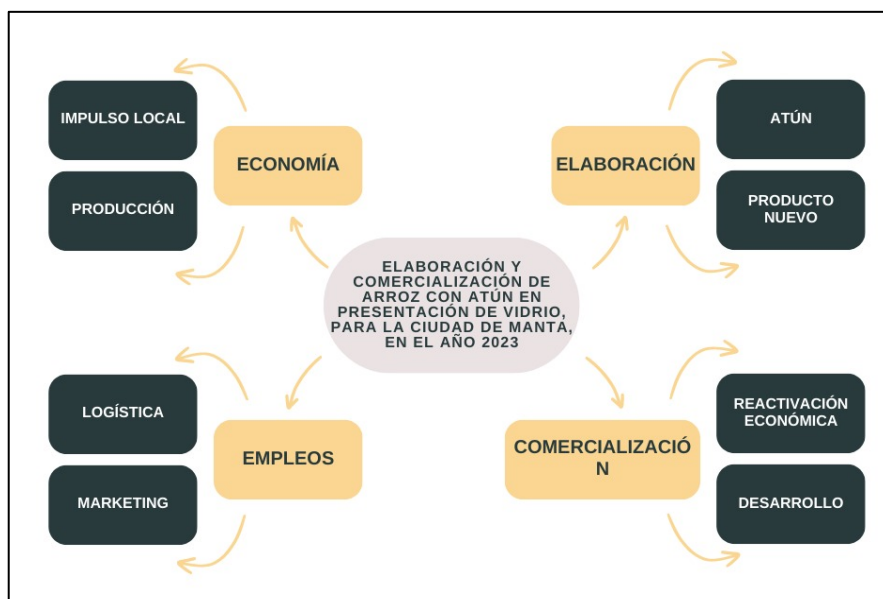 IMPULSO LOCAL
PRODUCCIÓN
ECONOMÍA
ELABORACIÓN
ATÚN
PRODUCTO
NUEVO
ELABORACIÓN Y
COMERCIALIZACIÓN DE
ARROZ CON ATÚN EN
PRESENTACIÓN DE VIDRIO,
PARA LA CIUDAD DE MANTA,
EN EL AÑO 2023
LOGÍSTICA
MARKETING
EMPLEOS
COMERCIALIZACIÓ
N
REACTIVACIÓN
ECONÓMICA
DESARROLLO